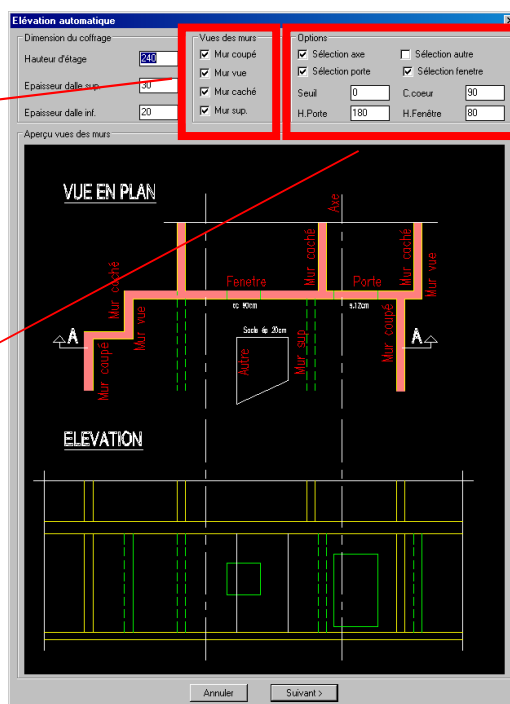 Elévation automatique
Dimension du coffrage
Hauteur d'étage 240
Epaisseur dalle sup. 30
Epaisseur dalle inf. 20
Vues des murs
Mur coupé
Mur vue
Mur caché
Mur sup.
Options
Sélection axe
Sélection autre
Sélection porte
Sélection fenetre
Seuil 0
C.coeur 90
H.Porte 180
H.Fenêtre 80
Aperçu vues des murs
VUE EN PLAN
Axe
Mur caché
Mur caché
Mur vue
Fenetre
Porte
Mur caché
Mur vue
cc 90cm
s.12cm
Mur coupé
A
A
Mur coupé
Socle ép 20cm
Autre
Mur sup
ELEVATION
Annuler
Suivant >